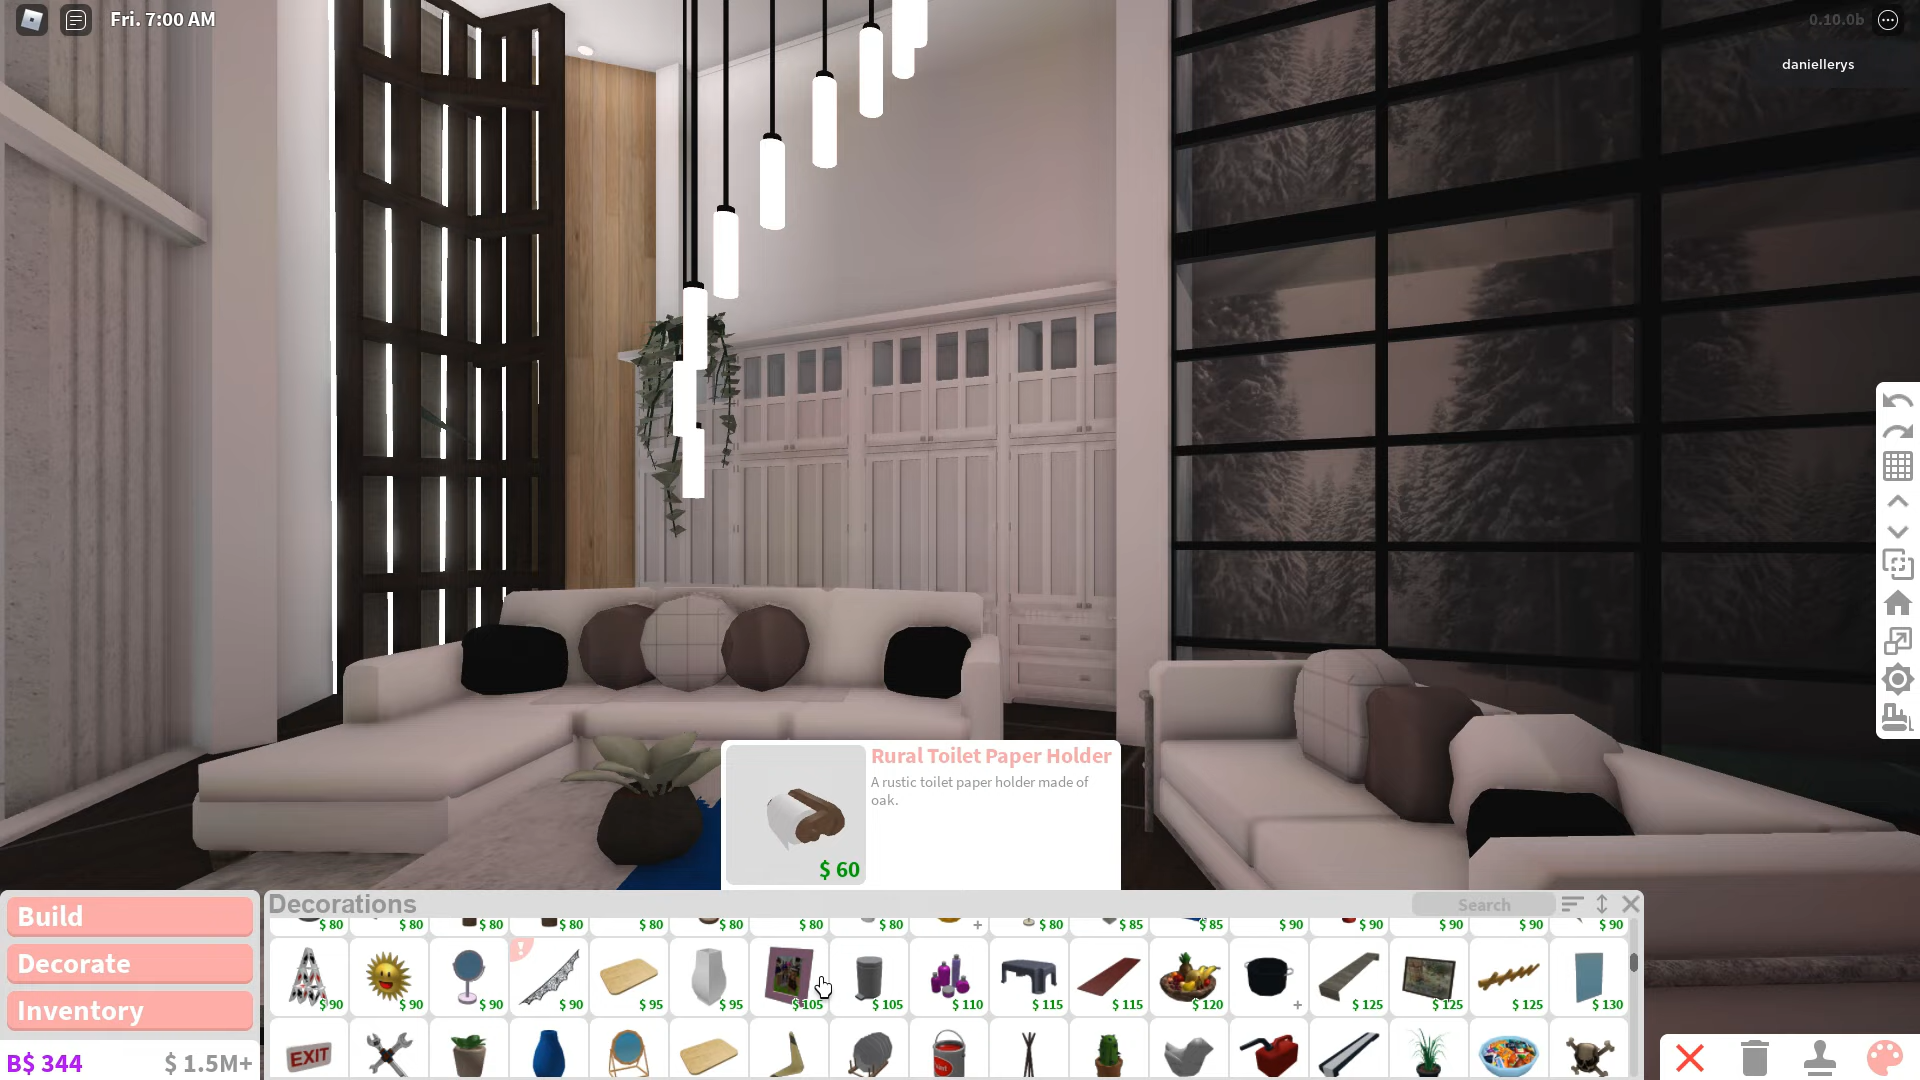 Fri. 7:00 AM
0.10.0b
daniellerys
Rural Toilet Paper Holder
A rustic toilet paper holder made of
oak.
$ 60
Build
Decorate
Inventory
B$ 344
$ 1.5M+
Decorations
Search
$ 80 $ 80 $ 80 $ 80 $ 80 $ 80 $ 80 $ 80 + $ 80 $ 85 $ 85 $ 90 $ 90 $ 90 $ 90 $ 90
$ 90 $ 90 $ 90 $ 90 $ 95 $ 95 $ 105 $ 105 $ 110 $ 115 $ 115 $ 120 + $ 125 $ 125 $ 125 $ 130
EXIT